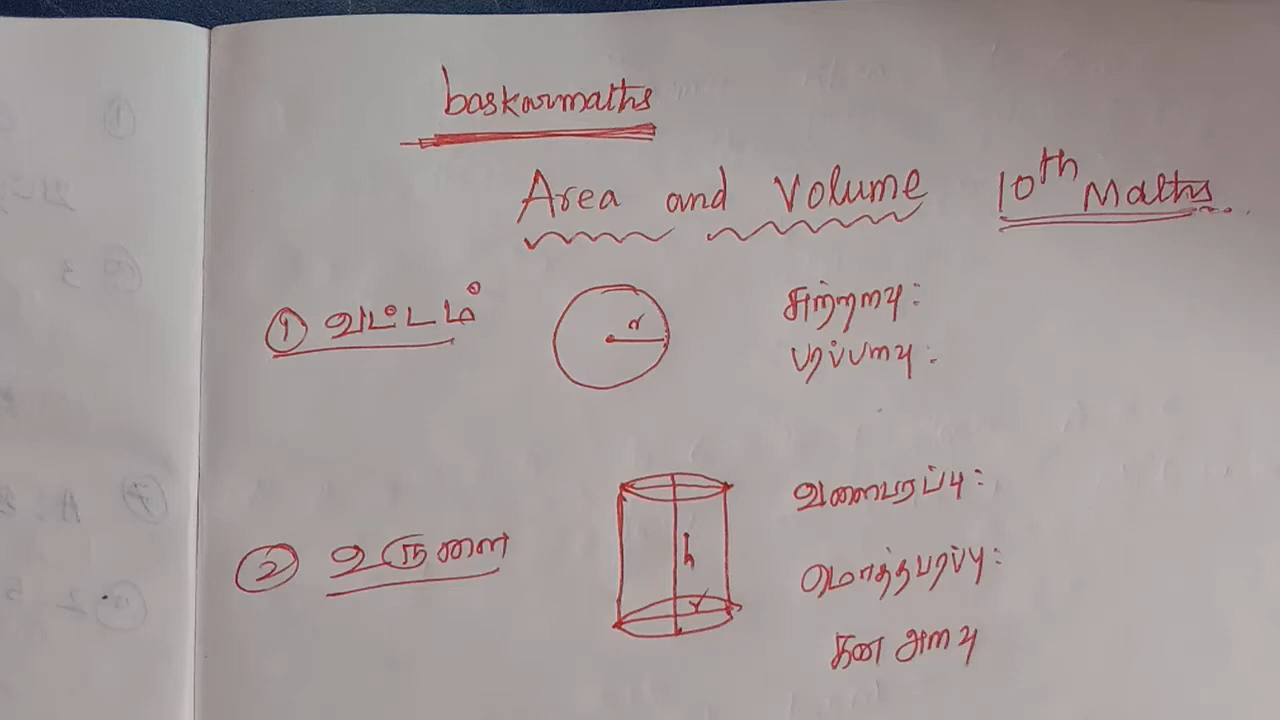 baskarmaths
Area and Volume 10th Maths
① வட்டம்
r
சுற்றளவு :
பரப்பளவு :
② உருளை
h
r
வளைபரப்பு :
மொத்தபரப்பு :
கன அளவு